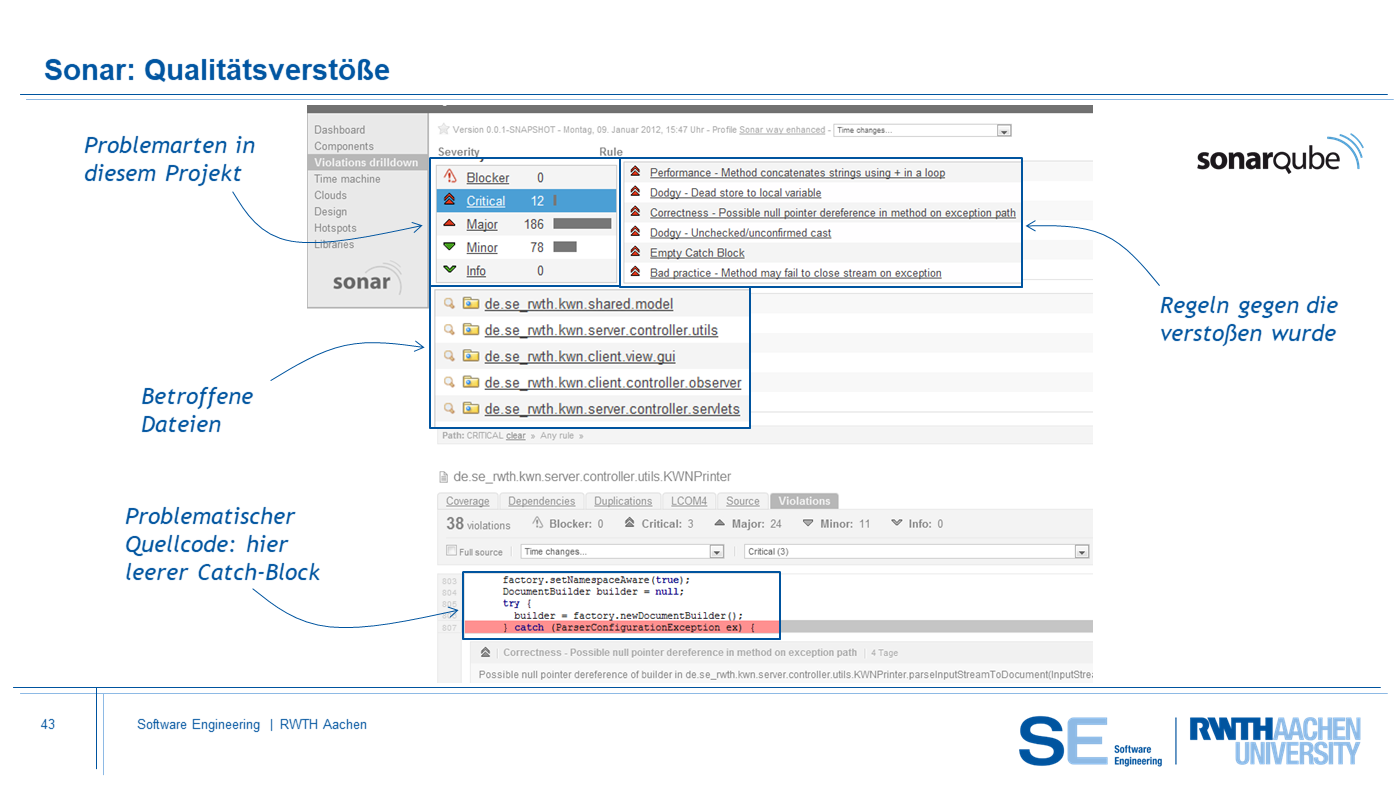 Sonar: Qualitätsverstöße
Problemarten in
diesem Projekt
Dashboard
Components
Violations drilldown
Time machine
Clouds
Design
Hotspots
Libraries
sonar
Version 0.0.1-SNAPSHOT - Montag, 09. Januar 2012, 15:47 Uhr - Profile Sonar way enhanced - Time changes...
Severity Rule
Blocker 0
Critical 12
Major 186
Minor 78
Info 0
Performance - Method concatenates strings using + in a loop
Dodgy - Dead store to local variable
Correctness - Possible null pointer dereference in method on exception path
Dodgy - Unchecked/unconfirmed cast
Empty Catch Block
Bad practice - Method may fail to close stream on exception
sonarqube
Regeln gegen die
verstoßen wurde
de.se_rwth.kwn.shared.model
de.se_rwth.kwn.server.controller.utils
de.se_rwth.kwn.client.view.gui
de.se_rwth.kwn.client.controller.observer
de.se_rwth.kwn.server.controller.servlets
Betroffene
Dateien
Path: CRITICAL clear » Any rule »
de.se_rwth.kwn.server.controller.utils.KWNPrinter
Coverage Dependencies Duplications LCOM4 Source Violations
38 violations Blocker: 0 Critical: 3 Major: 24 Minor: 11 Info: 0
Full source Time changes... Critical (3)
Problematischer
Quellcode: hier
leerer Catch-Block
803 factory.setNamespaceAware(true);
804 DocumentBuilder builder = null;
805 try {
builder = factory.newDocumentBuilder();
807 } catch (ParserConfigurationException ex) {
Correctness - Possible null pointer dereference in method on exception path 4 Tage
Possible null pointer dereference of builder in de.se_rwth.kwn.server.controller.utils.KWNPrinter.parseInputStreamToDocument(InputStrea
43
Software Engineering | RWTH Aachen
SE Software
Engineering
RWTH AACHEN
UNIVERSITY